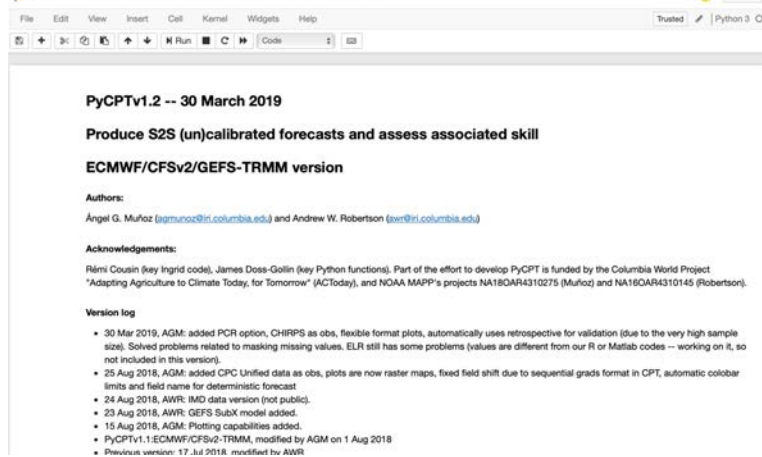 File Edit View Insert Cell Kernel Widgets Help Trusted Python 3
Run Code
PyCPTv1.2 -- 30 March 2019
Produce S2S (un)calibrated forecasts and assess associated skill
ECMWF/CFSv2/GEFS-TRMM version
Authors:
Ángel G. Muñoz (agmunoz@iri.columbia.edu) and Andrew W. Robertson (awr@iri.columbia.edu)
Acknowledgements:
Rémi Cousin (key Ingrid code), James Doss-Gollin (key Python functions). Part of the effort to develop PyCPT is funded by the Columbia World Project
"Adapting Agriculture to Climate Today, for Tomorrow" (ACToday), and NOAA MAPP's projects NA18OAR4310275 (Muñoz) and NA16OAR4310145 (Robertson).
Version log
• 30 Mar 2019, AGM: added PCR option, CHIRPS as obs, flexible format plots, automatically uses retrospective for validation (due to the very high sample
size). Solved problems related to masking missing values. ELR still has some problems (values are different from our R or Matlab codes -- working on it, so
not included in this version).
• 25 Aug 2018, AGM: added CPC Unified data as obs, plots are now raster maps, fixed field shift due to sequential grads format in CPT, automatic colobar
limits and field name for deterministic forecast
• 24 Aug 2018, AWR: IMD data version (not public).
• 23 Aug 2018, AWR: GEFS SubX model added.
• 15 Aug 2018, AGM: Plotting capabilities added.
• PyCPTv1.1:ECMWF/CFSv2-TRMM, modified by AGM on 1 Aug 2018
• Previous version: 17 Jul 2018, modified by AWR